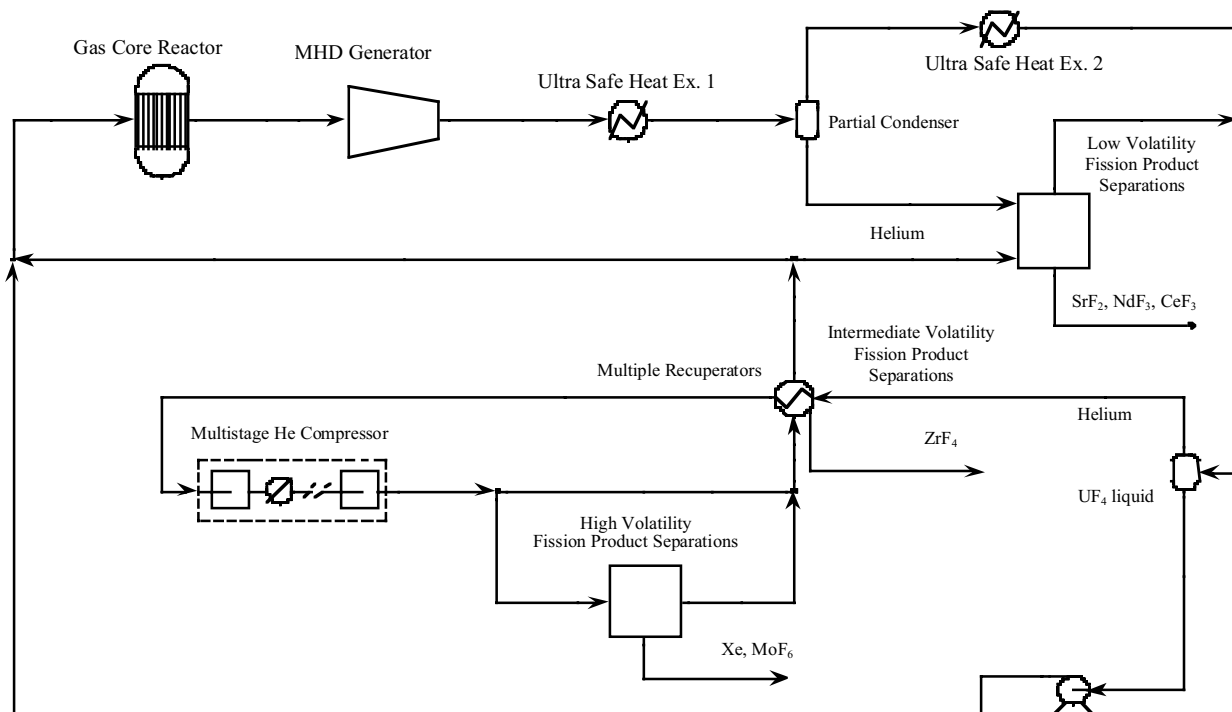 Gas Core Reactor
MHD Generator
Ultra Safe Heat Ex. 1
Ultra Safe Heat Ex. 2
Partial Condenser
Low Volatility
Fission Product
Separations
Helium
SrF₂, NdF₃, CeF₃
Intermediate Volatility
Fission Product
Separations
Multiple Recuperators
Helium
ZrF₄
Multistage He Compressor
UF₄ liquid
High Volatility
Fission Product Separations
Xe, MoF₆